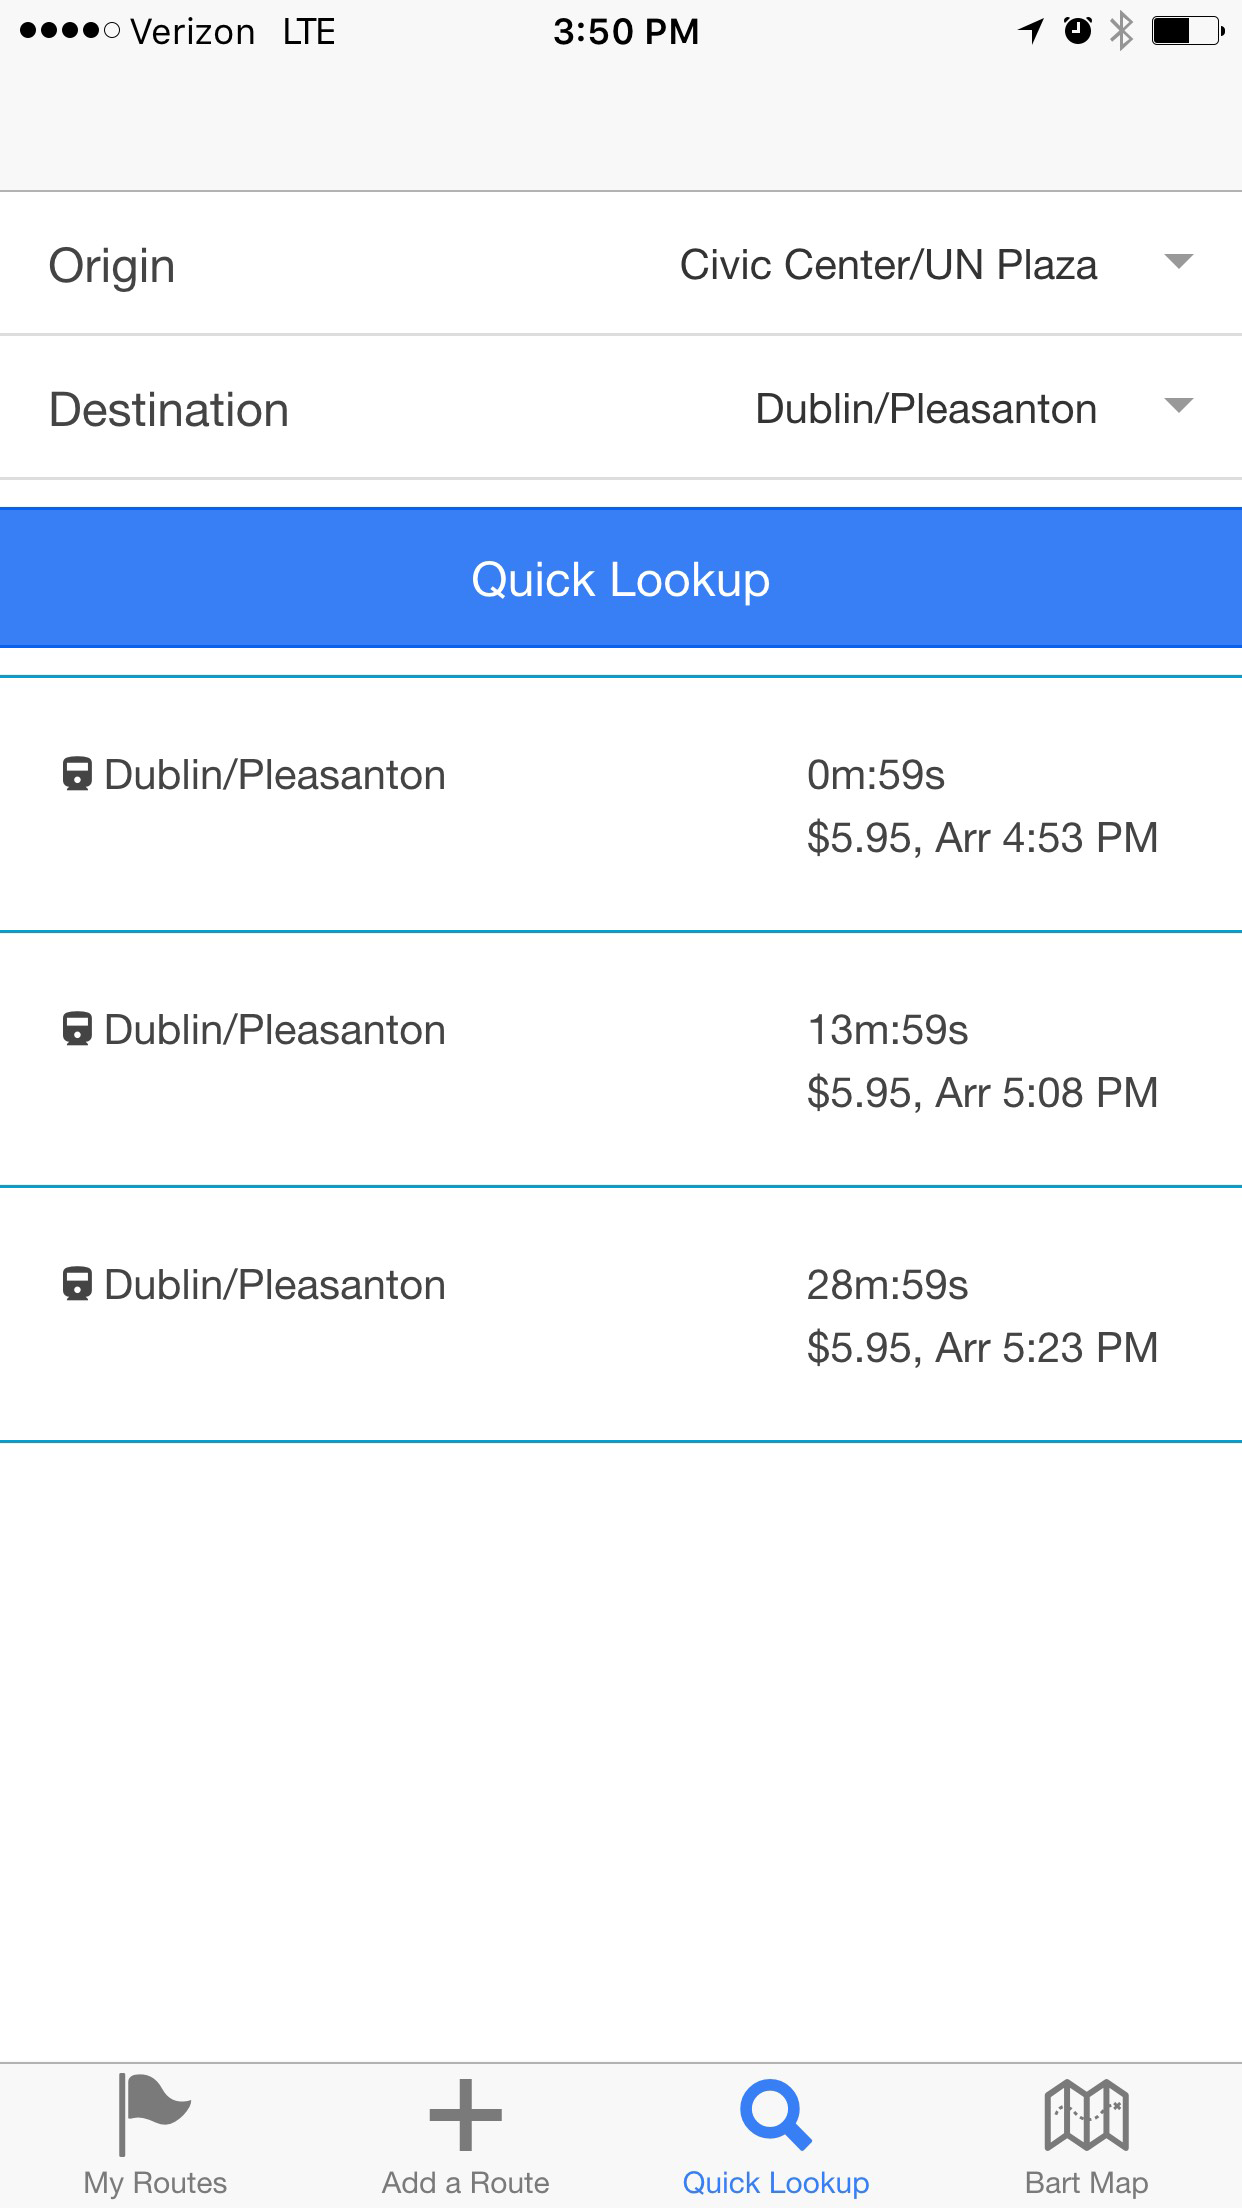 Verizon LTE 3:50 PM
Origin Civic Center/UN Plaza
Destination Dublin/Pleasanton
Quick Lookup
Dublin/Pleasanton 0m:59s
$5.95, Arr 4:53 PM
Dublin/Pleasanton 13m:59s
$5.95, Arr 5:08 PM
Dublin/Pleasanton 28m:59s
$5.95, Arr 5:23 PM
My Routes Add a Route Quick Lookup Bart Map